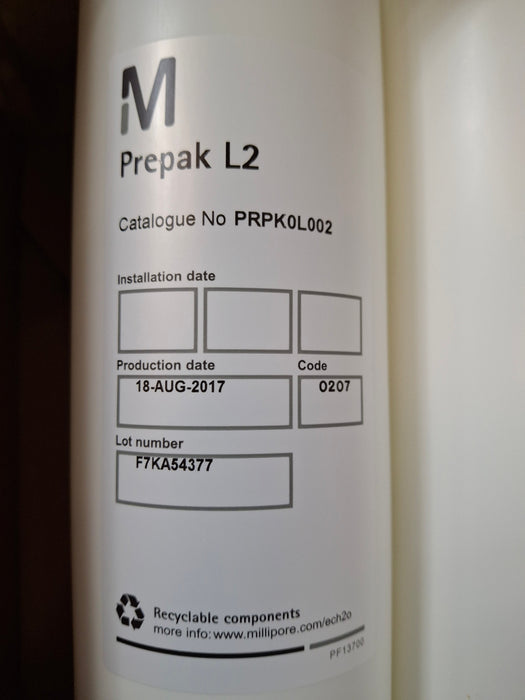 M
Prepak L2
Catalogue No PRPK0L002
Installation date
Production date Code
18-AUG-2017 0207
Lot number
F7KA54377
Recyclable components
more info: www.millipore.com/ech2o
PF13700